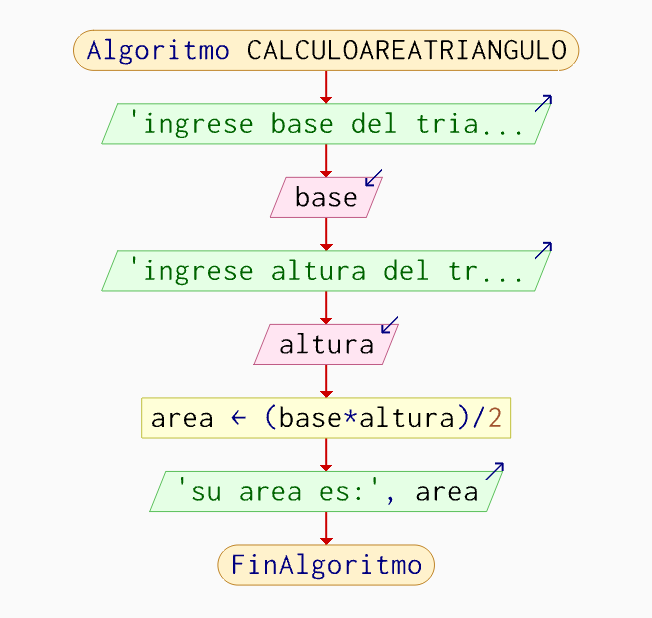 Algoritmo CALCULOAREATRIANGULO
'ingrese base del tria...
base
'ingrese altura del tr...
altura
area ← (base*altura)/2
'su area es:', area
FinAlgoritmo